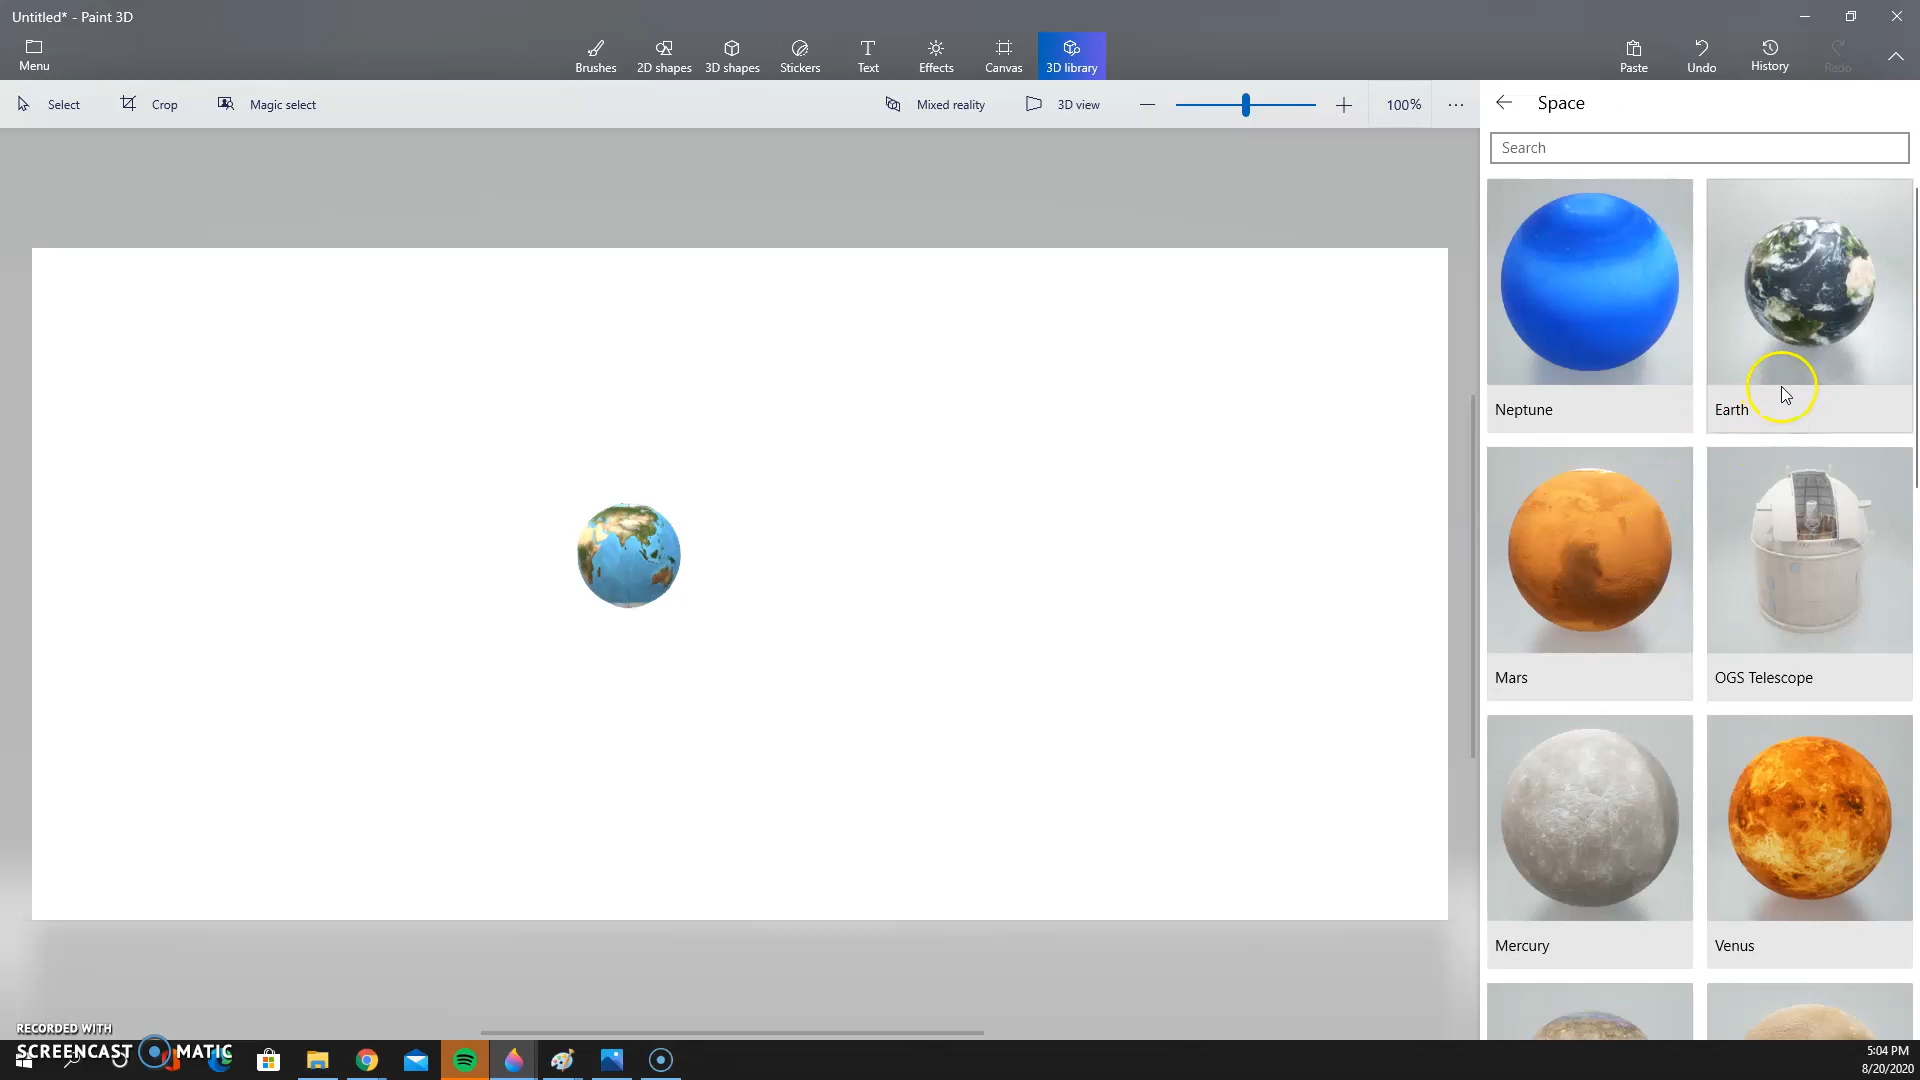 Untitled* - Paint 3D
Menu
Brushes
2D shapes
3D shapes
Stickers
Text
Effects
Canvas
3D library
Paste
Undo
History
Redo
Select
Crop
Magic select
Mixed reality
3D view
100%
Space
Search
Neptune
Earth
Mars
OGS Telescope
Mercury
Venus
RECORDED WITH
SCREENCAST MATIC
5:04 PM
8/20/2020